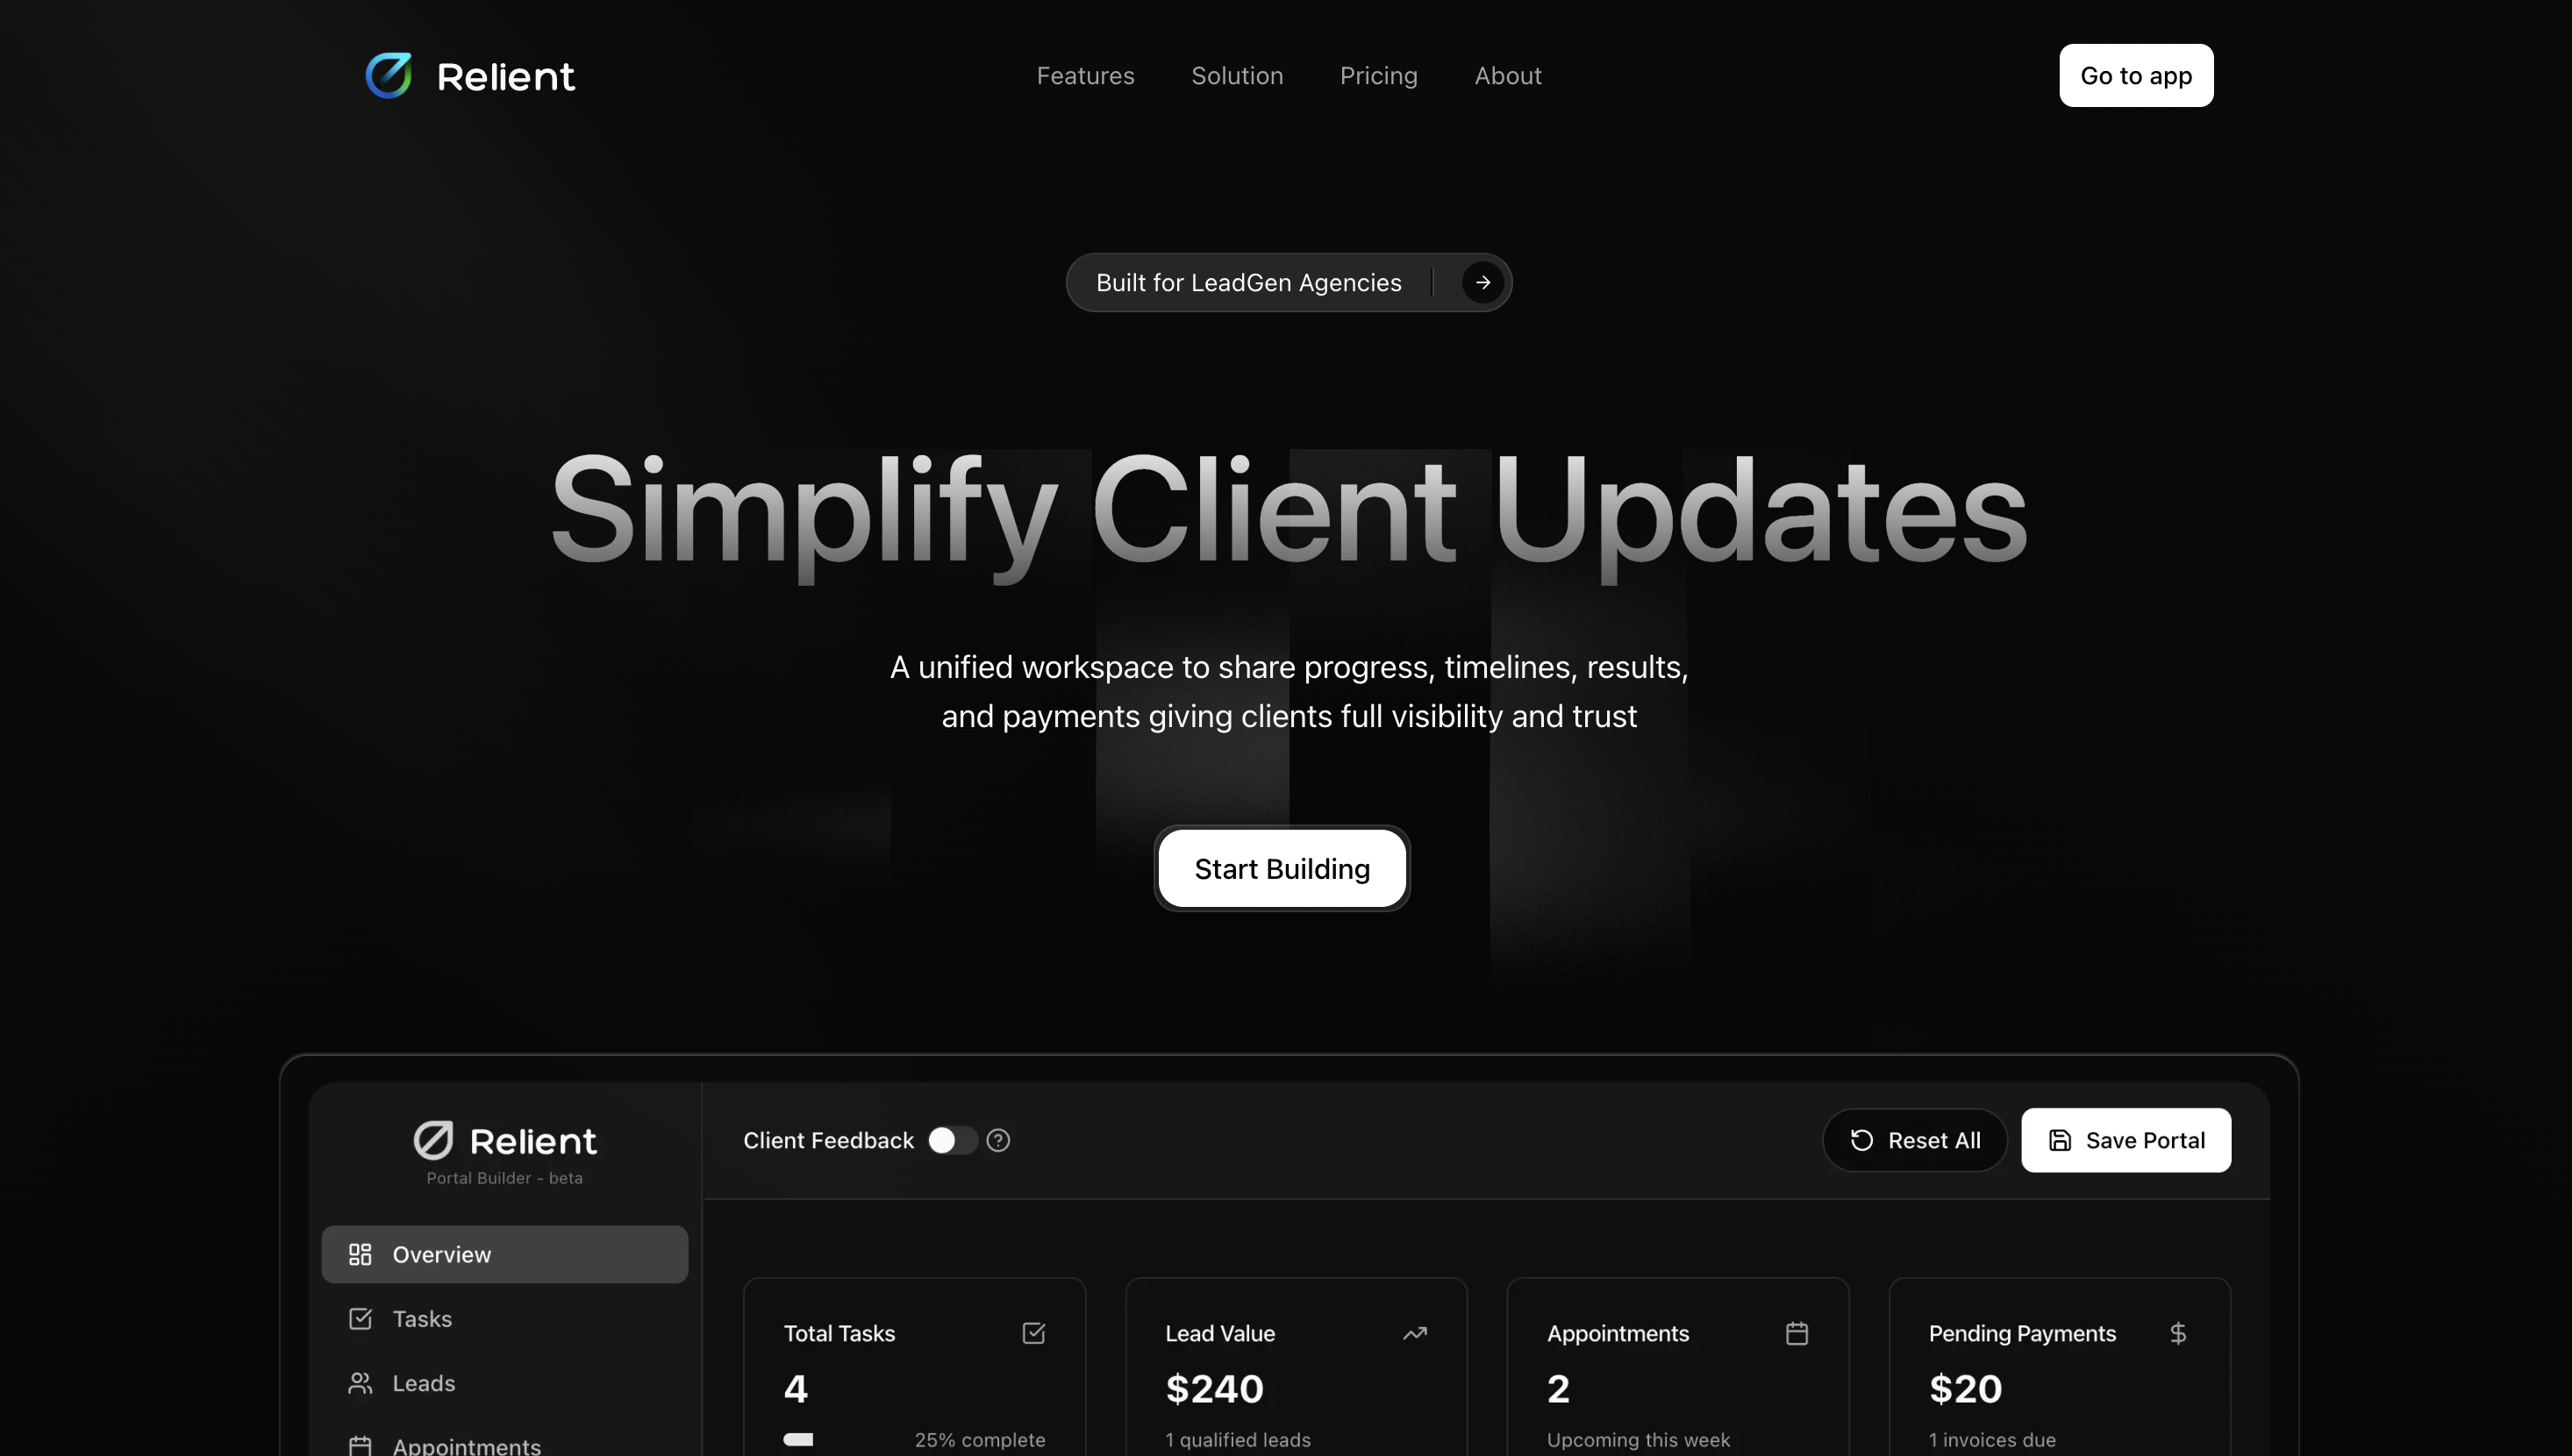 Relient
Features
Solution
Pricing
About
Go to app
Built for LeadGen Agencies
Simplify Client Updates
A unified workspace to share progress, timelines, results,
and payments giving clients full visibility and trust
Start Building
Relient
Portal Builder - beta
Client Feedback
Reset All
Save Portal
Overview
Tasks
Leads
Appointments
Total Tasks
4
25% complete
Lead Value
$240
1 qualified leads
Appointments
2
Upcoming this week
Pending Payments
$20
1 invoices due